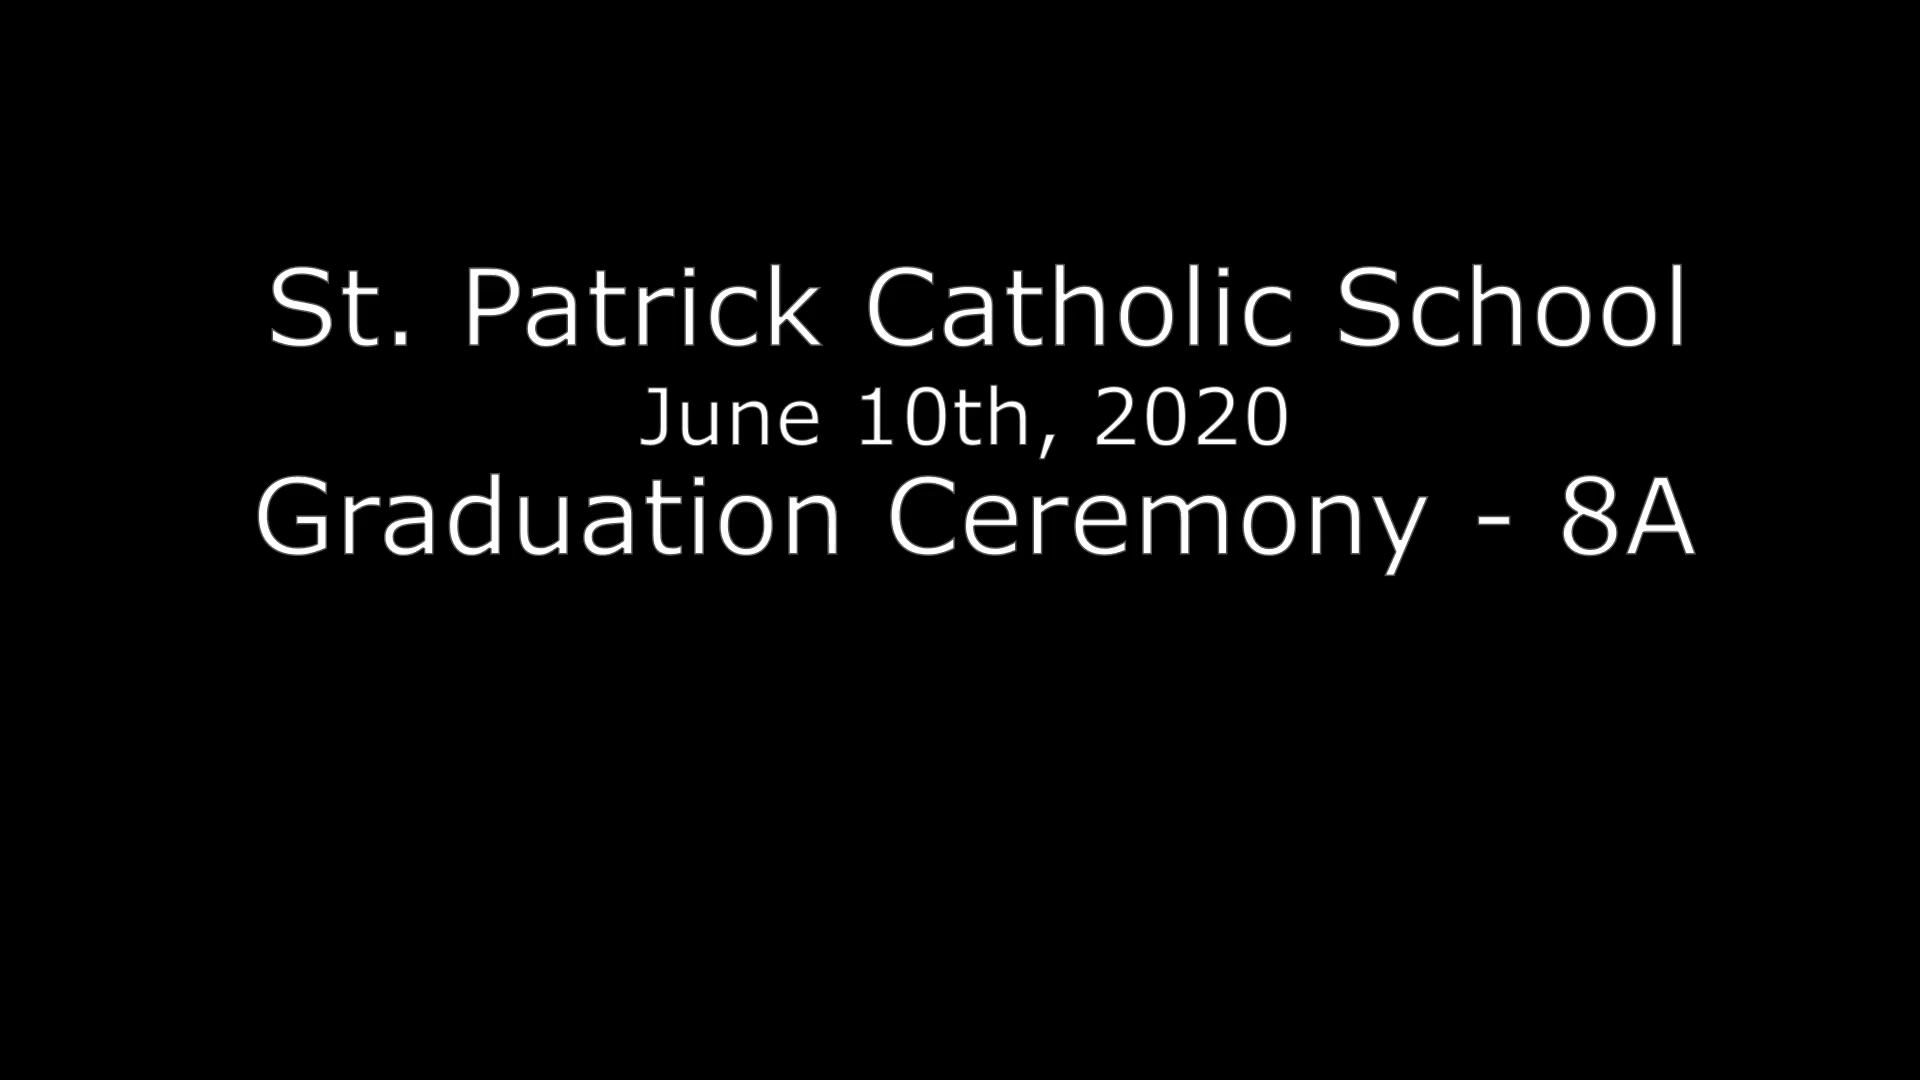 St. Patrick Catholic School
June 10th, 2020
Graduation Ceremony - 8A